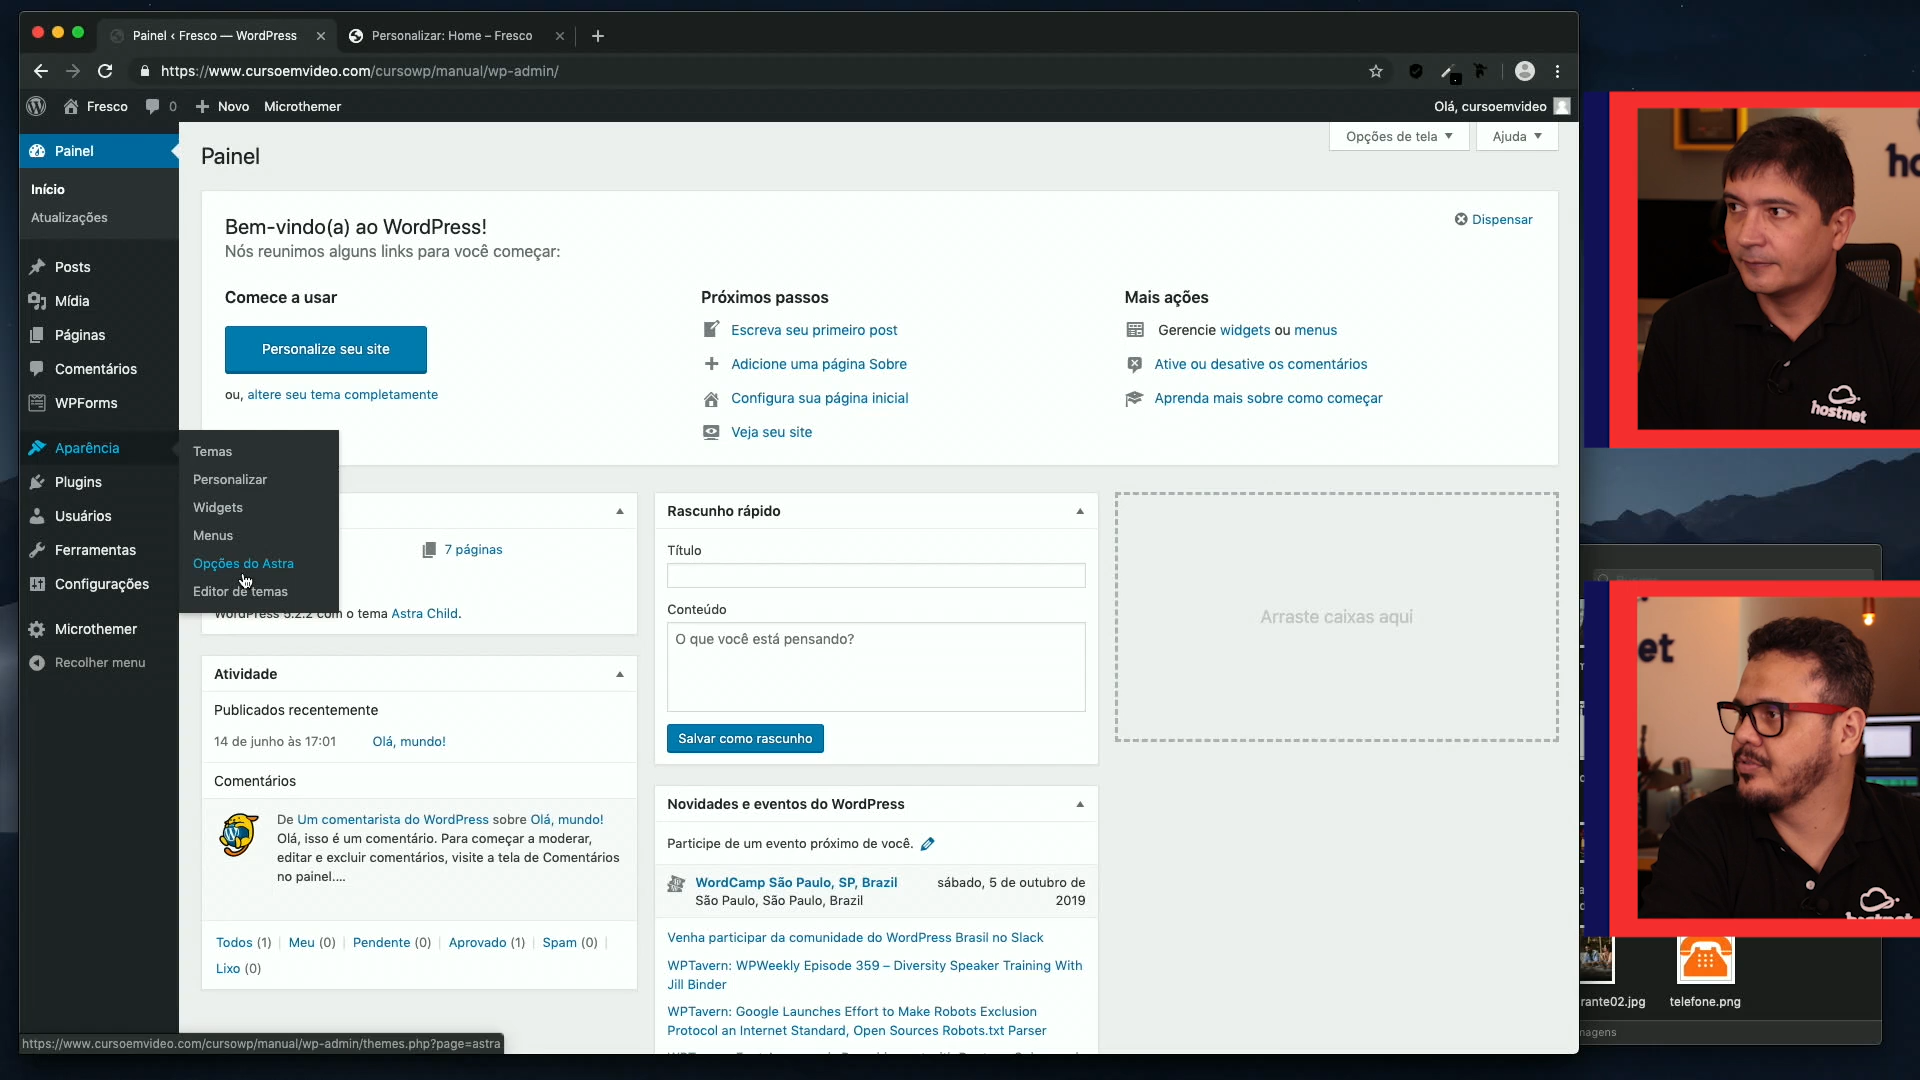 Painel ‹ Fresco — WordPress
Personalizar: Home – Fresco
https://www.cursoemvideo.com/cursowp/manual/wp-admin/
Fresco
0
Novo
Microthemer
Olá, cursoemvideo
Painel
Início
Atualizações
Posts
Mídia
Páginas
Comentários
WPForms
Aparência
Plugins
Usuários
Ferramentas
Configurações
Microthemer
Recolher menu
Temas
Personalizar
Widgets
Menus
Opções do Astra
Editor de temas
Painel
Opções de tela
Ajuda
Bem-vindo(a) ao WordPress!
Nós reunimos alguns links para você começar:
Dispensar
Comece a usar
Personalize seu site
ou, altere seu tema completamente
Próximos passos
Escreva seu primeiro post
Adicione uma página Sobre
Configura sua página inicial
Veja seu site
Mais ações
Gerencie widgets ou menus
Ative ou desative os comentários
Aprenda mais sobre como começar
7 páginas
WordPress 5.2.2 com o tema Astra Child.
Atividade
Publicados recentemente
14 de junho às 17:01 Olá, mundo!
Comentários
De Um comentarista do WordPress sobre Olá, mundo!
Olá, isso é um comentário. Para começar a moderar,
editar e excluir comentários, visite a tela de Comentários
no painel....
Todos (1) | Meu (0) | Pendente (0) | Aprovado (1) | Spam (0) |
Lixo (0)
Rascunho rápido
Título
Conteúdo
O que você está pensando?
Salvar como rascunho
Novidades e eventos do WordPress
Participe de um evento próximo de você.
WordCamp São Paulo, SP, Brazil
São Paulo, São Paulo, Brazil
sábado, 5 de outubro de
2019
Venha participar da comunidade do WordPress Brasil no Slack
WPTavern: WPWeekly Episode 359 – Diversity Speaker Training With
Jill Binder
WPTavern: Google Launches Effort to Make Robots Exclusion
Protocol an Internet Standard, Open Sources Robots.txt Parser
Arraste caixas aqui
https://www.cursoemvideo.com/cursowp/manual/wp-admin/themes.php?page=astra
ho
hostnet
et
hostnet
rante02.jpg
telefone.png
nagens